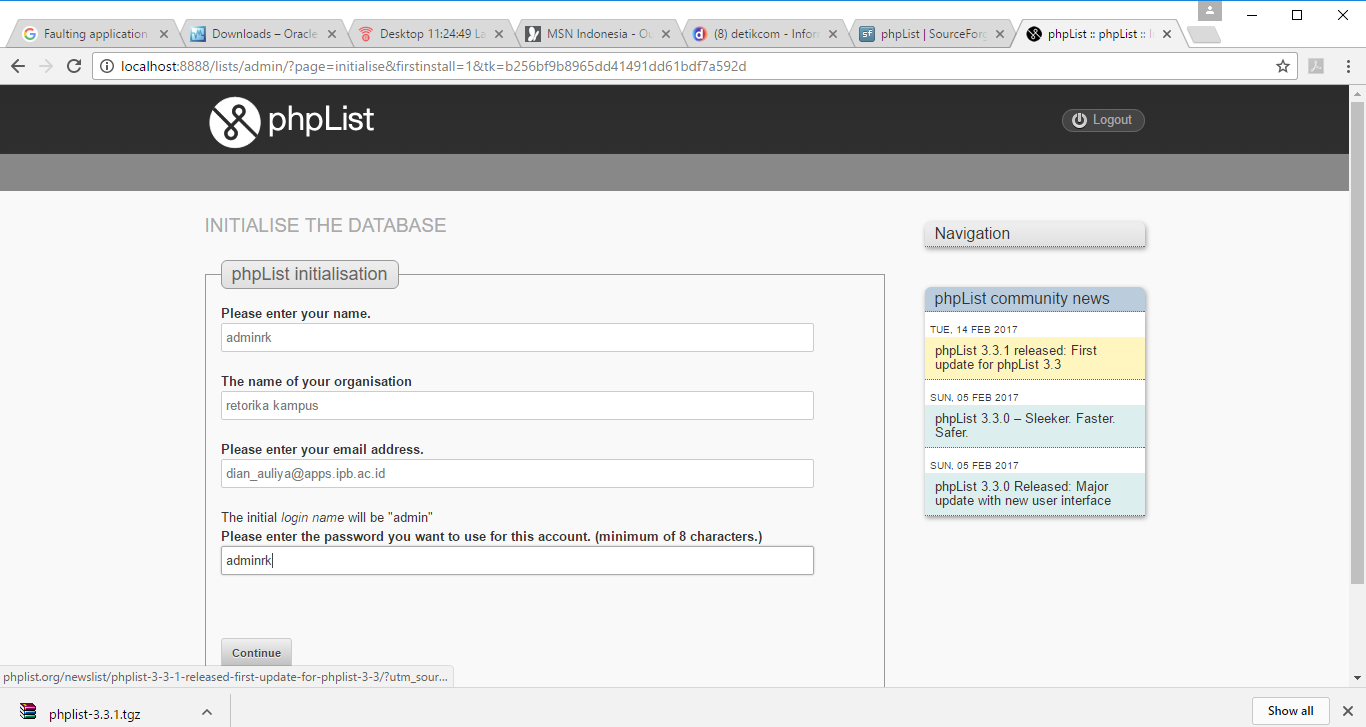 Faulting application
Downloads – Oracle
Desktop 11:24:49 La
MSN Indonesia - Ou
(8) detikcom - Inforr
phpList | SourceForg
phpList :: phpList :: I
localhost:8888/lists/admin/?page=initialise&firstinstall=1&tk=b256bf9b8965dd41491dd61bdf7a592d
phpList
Logout
INITIALISE THE DATABASE
phpList initialisation
Please enter your name.
adminrk
The name of your organisation
retorika kampus
Please enter your email address.
dian_auliya@apps.ipb.ac.id
The initial login name will be "admin"
Please enter the password you want to use for this account. (minimum of 8 characters.)
adminrk
Continue
Navigation
phpList community news
TUE, 14 FEB 2017
phpList 3.3.1 released: First
update for phpList 3.3
SUN, 05 FEB 2017
phpList 3.3.0 – Sleeker. Faster.
Safer.
SUN, 05 FEB 2017
phpList 3.3.0 Released: Major
update with new user interface
phplist.org/newslist/phplist-3-3-1-released-first-update-for-phplist-3-3/?utm_sour...
phplist-3.3.1.tgz
Show all